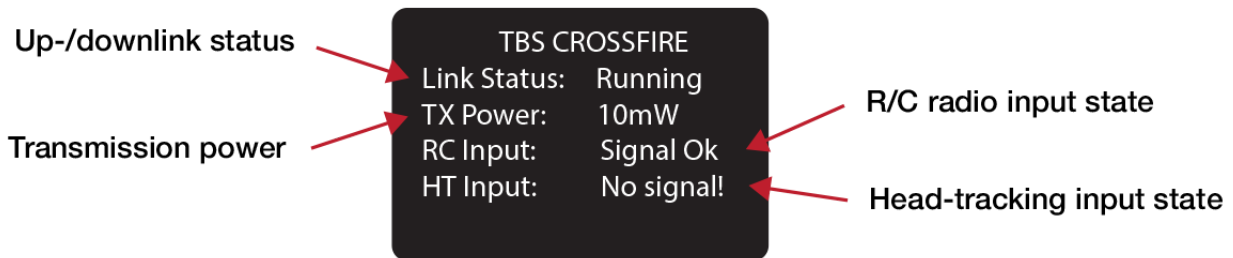 Up-/downlink status
Transmission power
TBS CROSSFIRE
Link Status: Running
TX Power: 10mW
RC Input: Signal Ok
HT Input: No signal!
R/C radio input state
Head-tracking input state